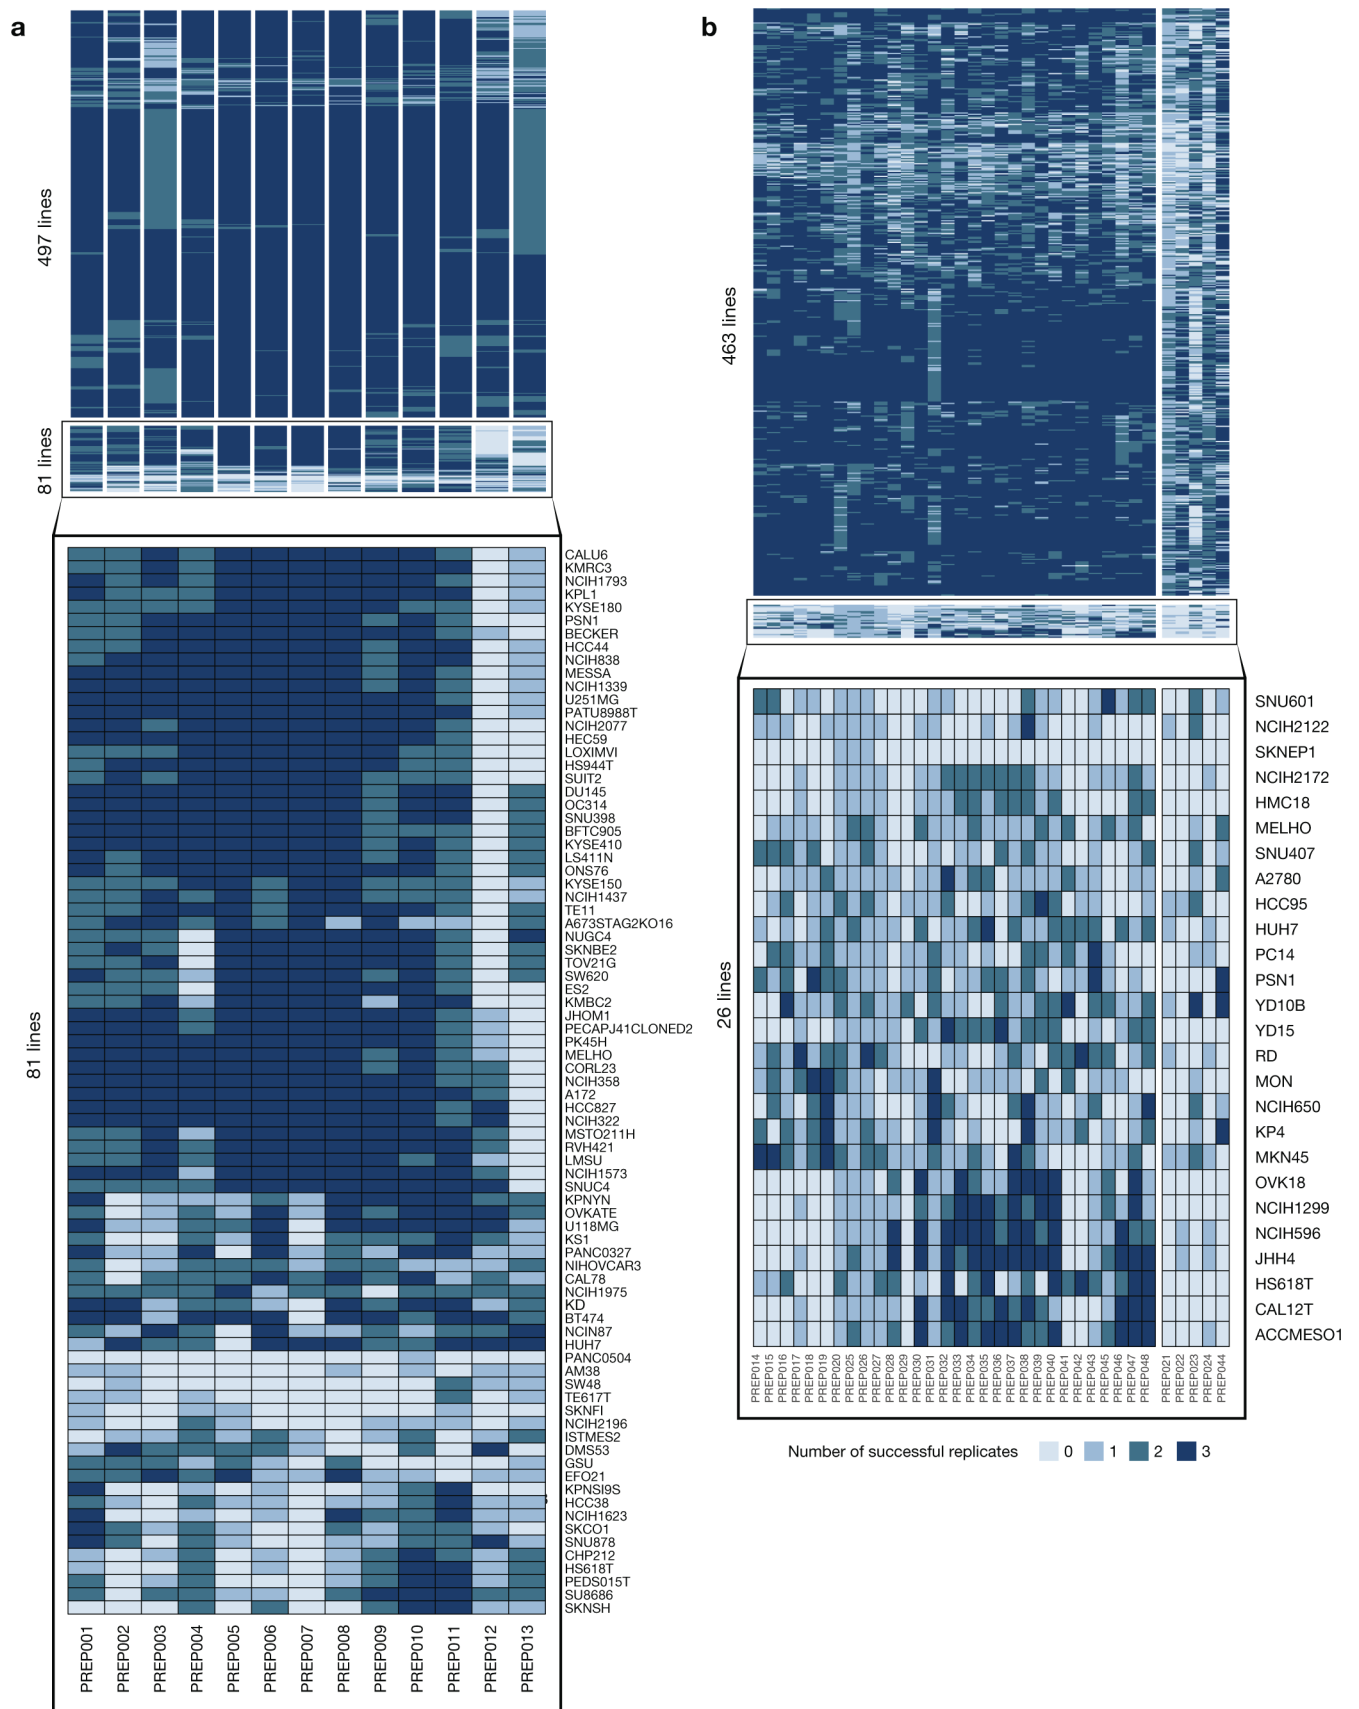 a
497 lines
81 lines
81 lines
CALU6
KMRC3
NCIH1793
KPL1
KYSE180
PSN1
BECKER
HCC44
NCIH838
MESSA
NCIH1339
U251MG
PATU8988T
NCIH2077
HEC59
LOXIMVI
HS944T
SUIT2
DU145
OC314
SNU398
BFTC905
KYSE410
LS411N
ONS76
KYSE150
NCIH1437
TE11
A673STAG2KO16
NUGC4
SKNBE2
TOV21G
SW620
ES2
KMBC2
JHOM1
PECAPJ41CLONED2
PK45H
MELHO
CORL23
NCIH358
A172
HCC827
NCIH322
MSTO211H
RVH421
LMSU
NCIH1573
SNUC4
KPNYN
OVKATE
U118MG
KS1
PANC0327
NIHOVCAR3
CAL78
NCIH1975
KD
BT474
NCIN87
HUH7
PANC0504
AM38
SW48
TE617T
SKNFI
NCIH2196
ISTMES2
DMS53
GSU
EFO21
KPNSI9S
HCC38
NCIH1623
SKCO1
SNU878
CHP212
HS618T
PEDS015T
SU8686
SKNSH
PREP001
PREP002
PREP003
PREP004
PREP005
PREP006
PREP007
PREP008
PREP009
PREP010
PREP011
PREP012
PREP013
b
463 lines
26 lines
SNU601
NCIH2122
SKNEP1
NCIH2172
HMC18
MELHO
SNU407
A2780
HCC95
HUH7
PC14
PSN1
YD10B
YD15
RD
MON
NCIH650
KP4
MKN45
OVK18
NCIH1299
NCIH596
JHH4
HS618T
CAL12T
ACCMESO1
PREP014
PREP015
PREP016
PREP017
PREP018
PREP019
PREP020
PREP025
PREP026
PREP027
PREP028
PREP029
PREP030
PREP031
PREP032
PREP033
PREP034
PREP035
PREP036
PREP037
PREP038
PREP039
PREP040
PREP041
PREP042
PREP043
PREP045
PREP046
PREP047
PREP048
PREP021
PREP022
PREP023
PREP024
PREP044
Number of successful replicates 0 1 2 3